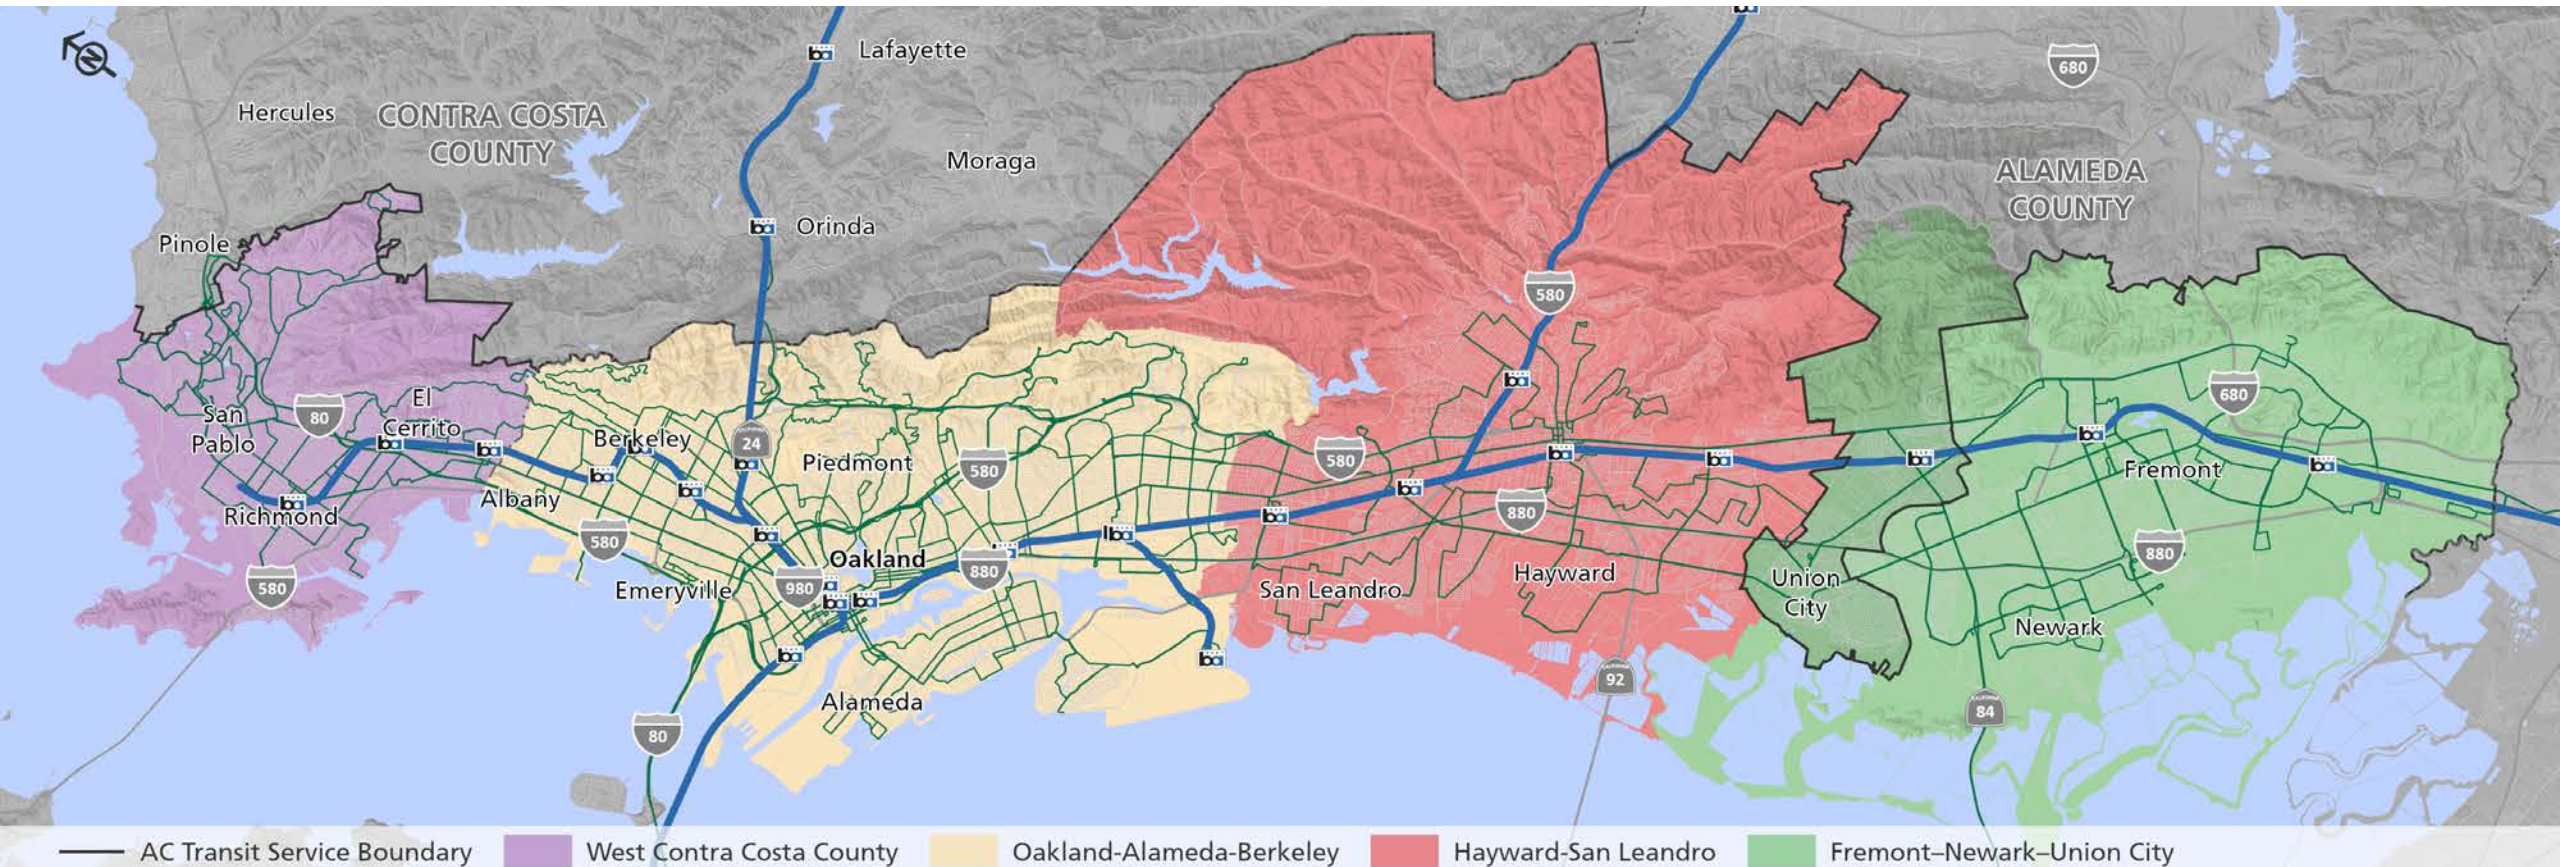 N
Lafayette
680
Hercules
CONTRA COSTA
COUNTY
Moraga
ALAMEDA
COUNTY
Pinole
Orinda
580
El
Cerrito
San
Pablo
80
Berkeley
24
Piedmont
580
580
680
Fremont
Albany
Richmond
880
580
Oakland
880
880
580
Emeryville
980
San Leandro
Hayward
Union
City
Newark
Alameda
92
84
80
AC Transit Service Boundary
West Contra Costa County
Oakland-Alameda-Berkeley
Hayward-San Leandro
Fremont–Newark–Union City